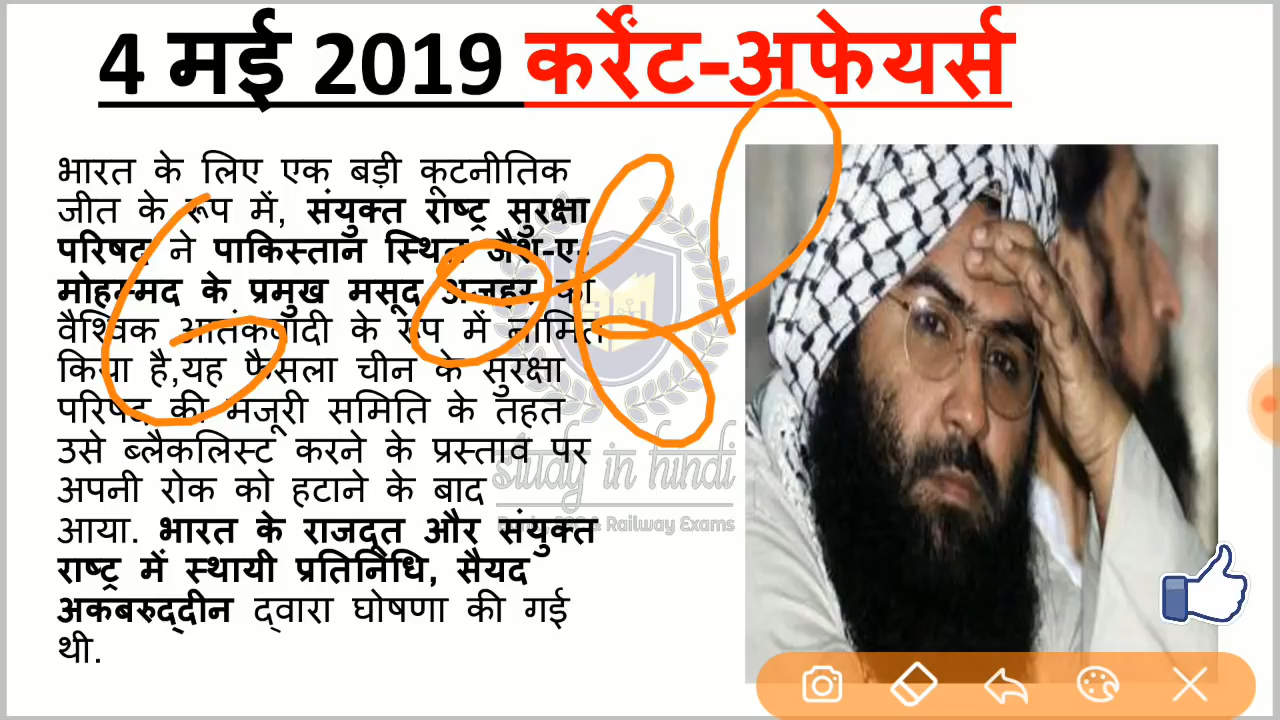 4 मई 2019 करेंट-अफेयर्स
भारत के लिए एक बड़ी कूटनीतिक
जीत के रूप में, संयुक्त राष्ट्र सुरक्षा
परिषद ने पाकिस्तान स्थित जैश-ए-
मोहम्मद के प्रमुख मसूद अजहर को
वैश्विक आतंकवादी के रूप में नामित
किया है,यह फैसला चीन के सुरक्षा
परिषद की मंजूरी समिति के तहत
उसे ब्लैकलिस्ट करने के प्रस्ताव पर
अपनी रोक को हटाने के बाद
आया. भारत के राजदूत और संयुक्त
राष्ट्र में स्थायी प्रतिनिधि, सैयद
अकबरुद्दीन द्वारा घोषणा की गई
थी.
study in hindi
& Railway Exams